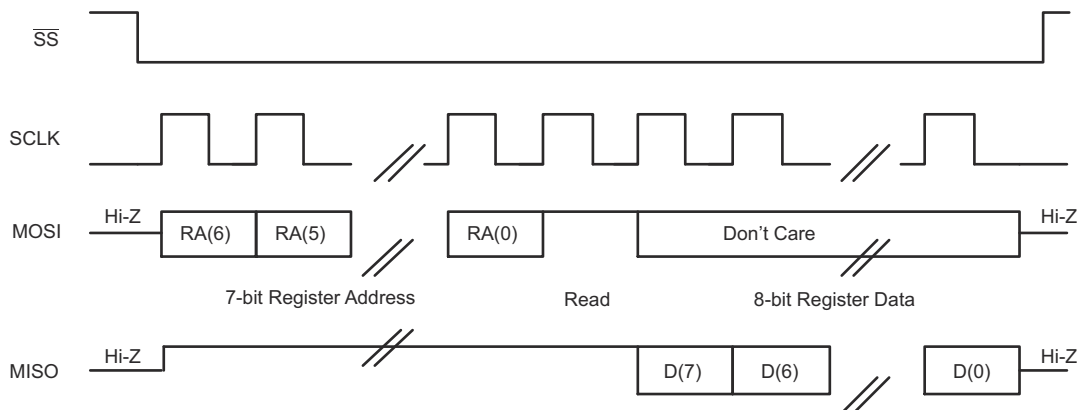 SS
SCLK
MOSI Hi-Z RA(6) RA(5) RA(0) Don't Care Hi-Z
7-bit Register Address Read 8-bit Register Data
MISO Hi-Z D(7) D(6) D(0) Hi-Z